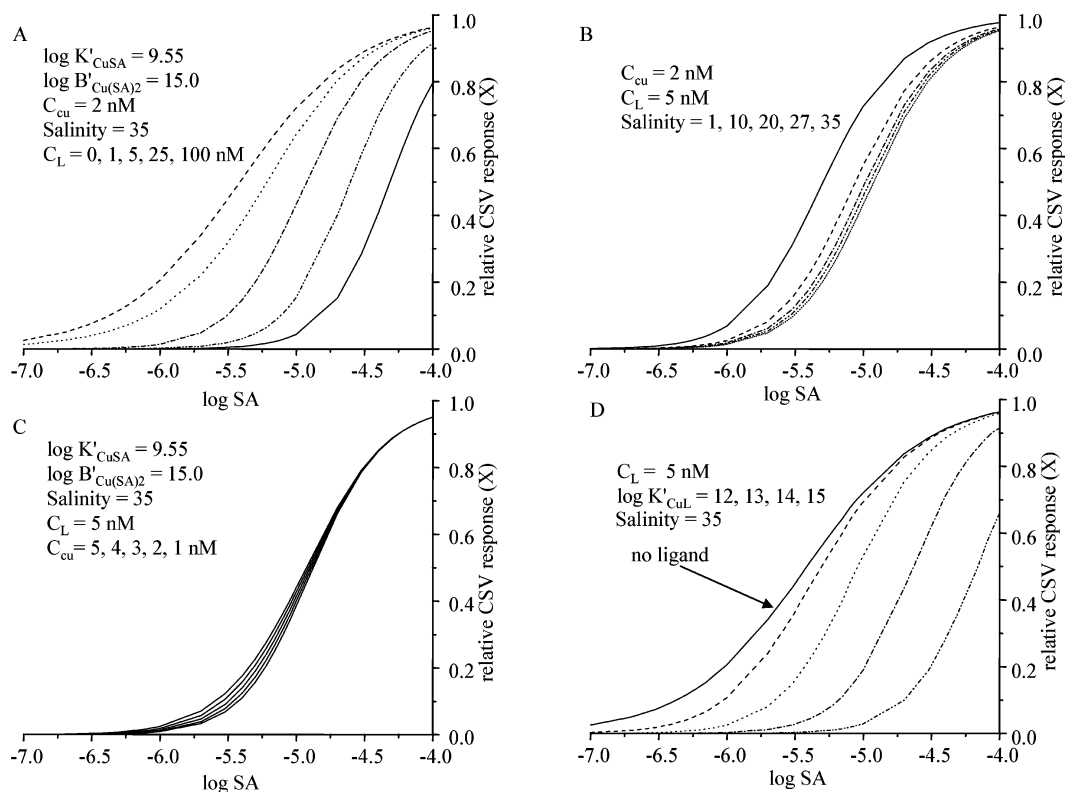 A
log K'CuSA = 9.55
log B'Cu(SA)2 = 15.0
Ccu = 2 nM
Salinity = 35
CL = 0, 1, 5, 25, 100 nM
1.0
0.8
0.6
0.4
0.2
0.0
relative CSV response (X)
-7.0 -6.5 -6.0 -5.5 -5.0 -4.5 -4.0
log SA
B
Ccu = 2 nM
CL = 5 nM
Salinity = 1, 10, 20, 27, 35
1.0
0.8
0.6
0.4
0.2
0.0
relative CSV response (X)
-7.0 -6.5 -6.0 -5.5 -5.0 -4.5 -4.0
log SA
C
log K'CuSA = 9.55
log B'Cu(SA)2 = 15.0
Salinity = 35
CL = 5 nM
Ccu = 5, 4, 3, 2, 1 nM
1.0
0.8
0.6
0.4
0.2
0.0
relative CSV response (X)
-7.0 -6.5 -6.0 -5.5 -5.0 -4.5 -4.0
log SA
D
CL = 5 nM
log K'CuL = 12, 13, 14, 15
Salinity = 35
no ligand
1.0
0.8
0.6
0.4
0.2
0.0
relative CSV response (X)
-7.0 -6.5 -6.0 -5.5 -5.0 -4.5 -4.0
log SA